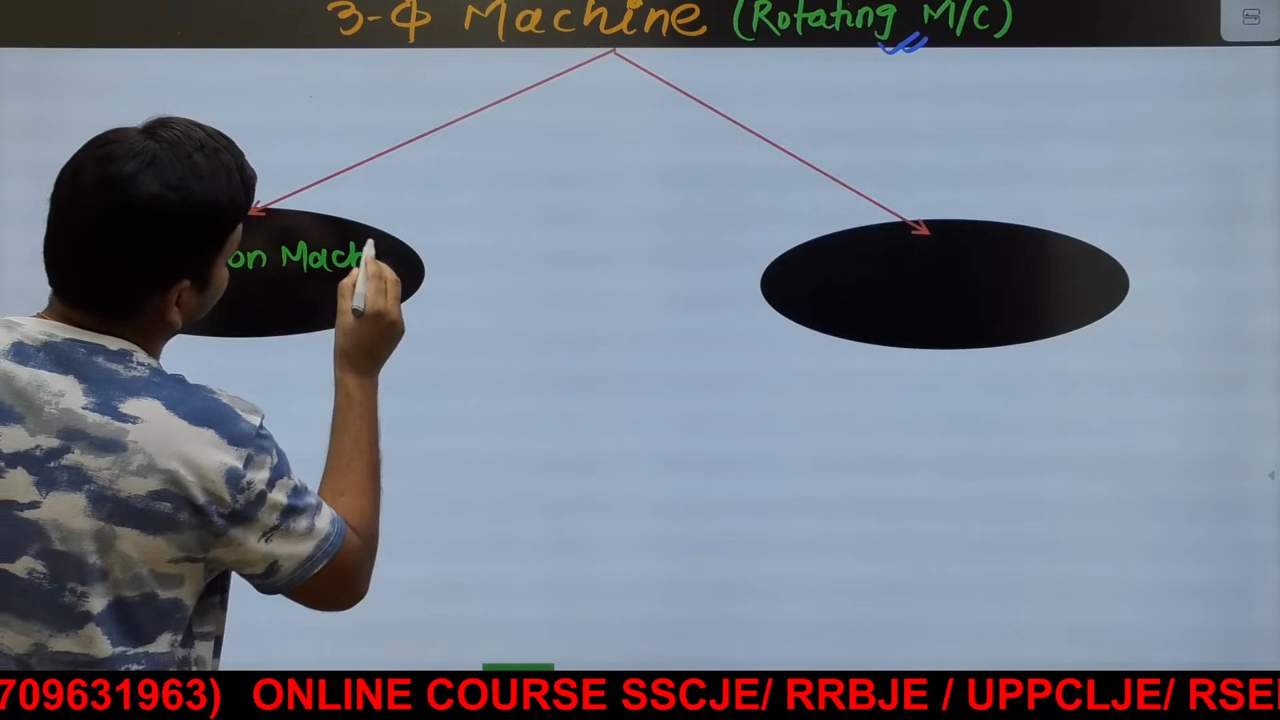 3-Φ Machine (Rotating M/C)
on Mach
709631963) ONLINE COURSE SSCJE/ RRBJE / UPPCLJE/ RSE